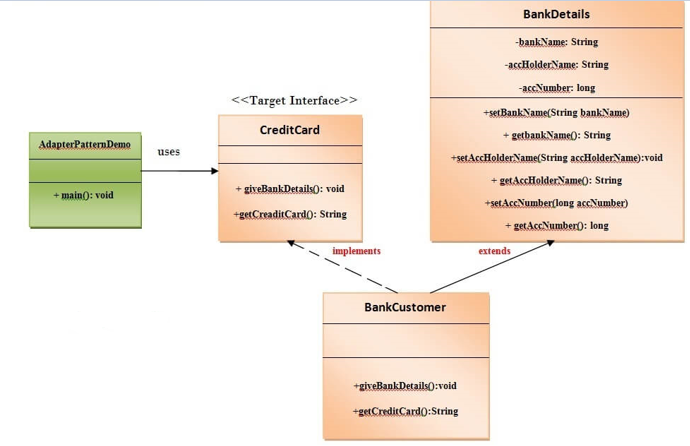 BankDetails
-bankName: String
-accHolderName: String
-accNumber: long
+setBankName(String bankName)
+ getbankName(): String
+setAccHolderName(String accHolderName):void
+ getAccHolderName(): String
+setAccNumber(long accNumber)
+ getAccNumber(): long
<<Target Interface>>
CreditCard
+ giveBankDetails(): void
+getCreaditCard(): String
AdapterPatternDemo
+ main(): void
uses
implements
extends
BankCustomer
+giveBankDetails():void
+getCreditCard():String